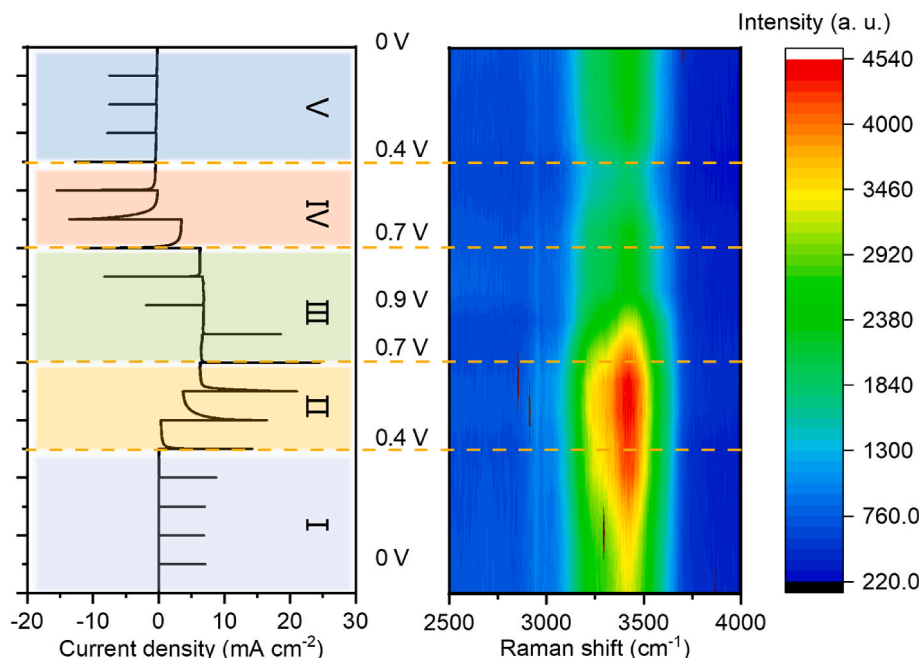 Intensity (a. u.)
0 V
V
0.4 V
IV
0.7 V
III
0.9 V
0.7 V
II
0.4 V
I
0 V
-20 -10 0 10 20 30
Current density (mA cm-2)
2500 3000 3500 4000
Raman shift (cm-1)
4540
4000
3460
2920
2380
1840
1300
760.0
220.0